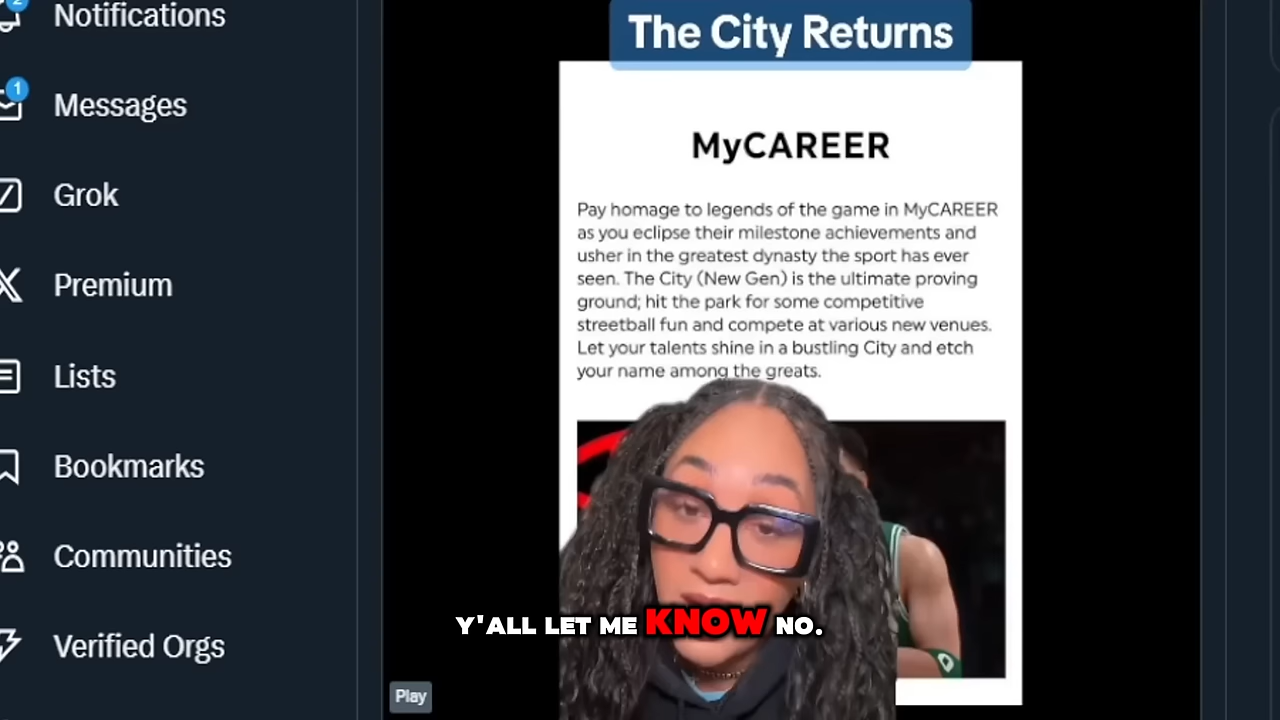 Notifications
Messages
Grok
Premium
Lists
Bookmarks
Communities
Verified Orgs
2
1
The City Returns
MyCAREER
Pay homage to legends of the game in MyCAREER
as you eclipse their milestone achievements and
usher in the greatest dynasty the sport has ever
seen. The City (New Gen) is the ultimate proving
ground; hit the park for some competitive
streetball fun and compete at various new venues.
Let your talents shine in a bustling City and etch
your name among the greats.
Y'ALL LET ME KNOW NO.
Play